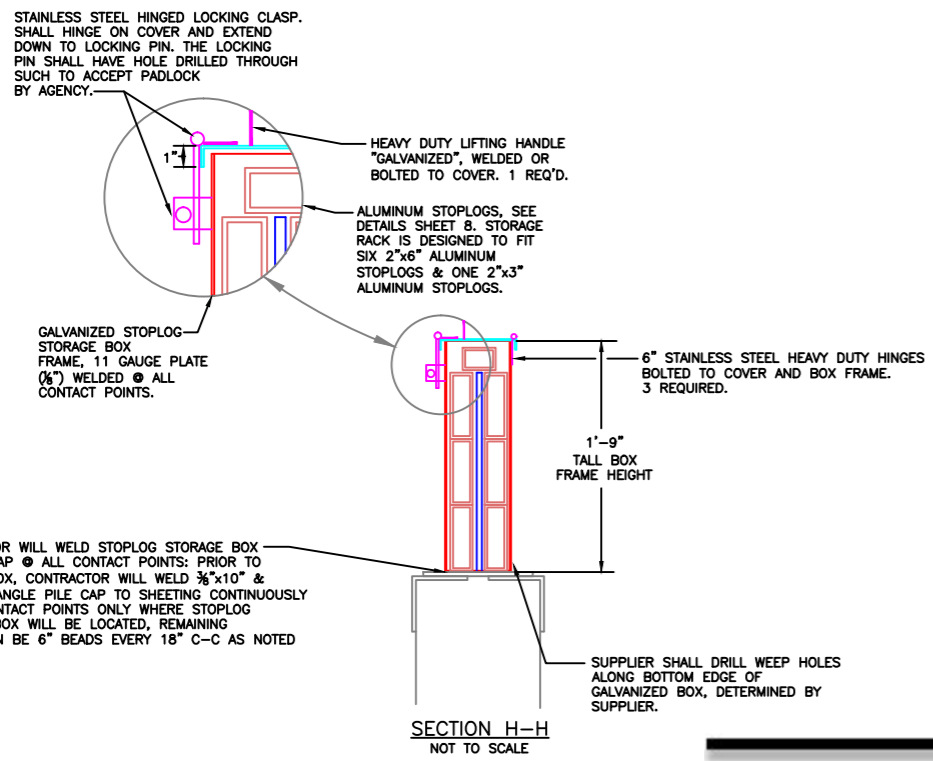 STAINLESS STEEL HINGED LOCKING CLASP.
SHALL HINGE ON COVER AND EXTEND
DOWN TO LOCKING PIN. THE LOCKING
PIN SHALL HAVE HOLE DRILLED THROUGH
SUCH TO ACCEPT PADLOCK
BY AGENCY.
1"
HEAVY DUTY LIFTING HANDLE
"GALVANIZED", WELDED OR
BOLTED TO COVER. 1 REQ'D.
ALUMINUM STOPLOGS, SEE
DETAILS SHEET 8. STORAGE
RACK IS DESIGNED TO FIT
SIX 2"x6" ALUMINUM
STOPLOGS & ONE 2"x3"
ALUMINUM STOPLOGS.
GALVANIZED STOPLOG
STORAGE BOX
FRAME, 11 GAUGE PLATE
(⅛") WELDED @ ALL
CONTACT POINTS.
6" STAINLESS STEEL HEAVY DUTY HINGES
BOLTED TO COVER AND BOX FRAME.
3 REQUIRED.
1'-9"
TALL BOX
FRAME HEIGHT
OR WILL WELD STOPLOG STORAGE BOX
AP @ ALL CONTACT POINTS: PRIOR TO
OX, CONTRACTOR WILL WELD ⅜"x10" &
ANGLE PILE CAP TO SHEETING CONTINUOUSLY
NTACT POINTS ONLY WHERE STOPLOG
BOX WILL BE LOCATED, REMAINING
N BE 6" BEADS EVERY 18" C-C AS NOTED
SUPPLIER SHALL DRILL WEEP HOLES
ALONG BOTTOM EDGE OF
GALVANIZED BOX, DETERMINED BY
SUPPLIER.
SECTION H-H
NOT TO SCALE